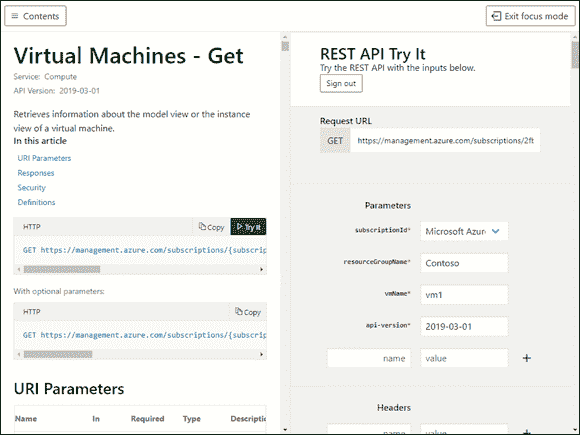 Contents
Exit focus mode
Virtual Machines - Get
Service: Compute
API Version: 2019-03-01
Retrieves information about the model view or the instance
view of a virtual machine.
In this article
URI Parameters
Responses
Security
Definitions
HTTP
Copy
Try It
GET https://management.azure.com/subscriptions/{subscrip
With optional parameters:
HTTP
Copy
GET https://management.azure.com/subscriptions/{subscrip
URI Parameters
Name In Required Type Descripti
REST API Try It
Try the REST API with the inputs below.
Sign out
Request URL
GET https://management.azure.com/subscriptions/2ft
Parameters
subscriptionId* Microsoft Azure
resourceGroupName* Contoso
vmName* vm1
api-version* 2019-03-01
name value +
Headers
name value